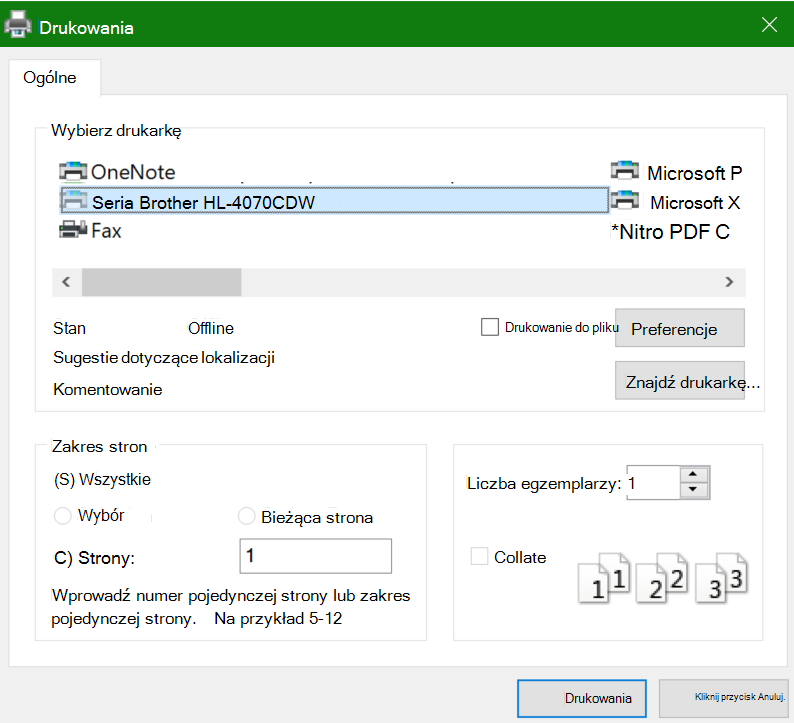 Drukowania
Ogólne
Wybierz drukarkę
OneNote
Microsoft P
Seria Brother HL-4070CDW
Microsoft X
Fax
*Nitro PDF C
Stan Offline
Drukowanie do pliku
Preferencje
Sugestie dotyczące lokalizacji
Komentowanie
Znajdź drukarkę...
Zakres stron
(S) Wszystkie
Wybór
Bieżąca strona
C) Strony: 1
Wprowadź numer pojedynczej strony lub zakres
pojedynczej strony. Na przykład 5-12
Liczba egzemplarzy: 1
Collate
1 1 2 2 3 3
Drukowania
Kliknij przycisk Anuluj.